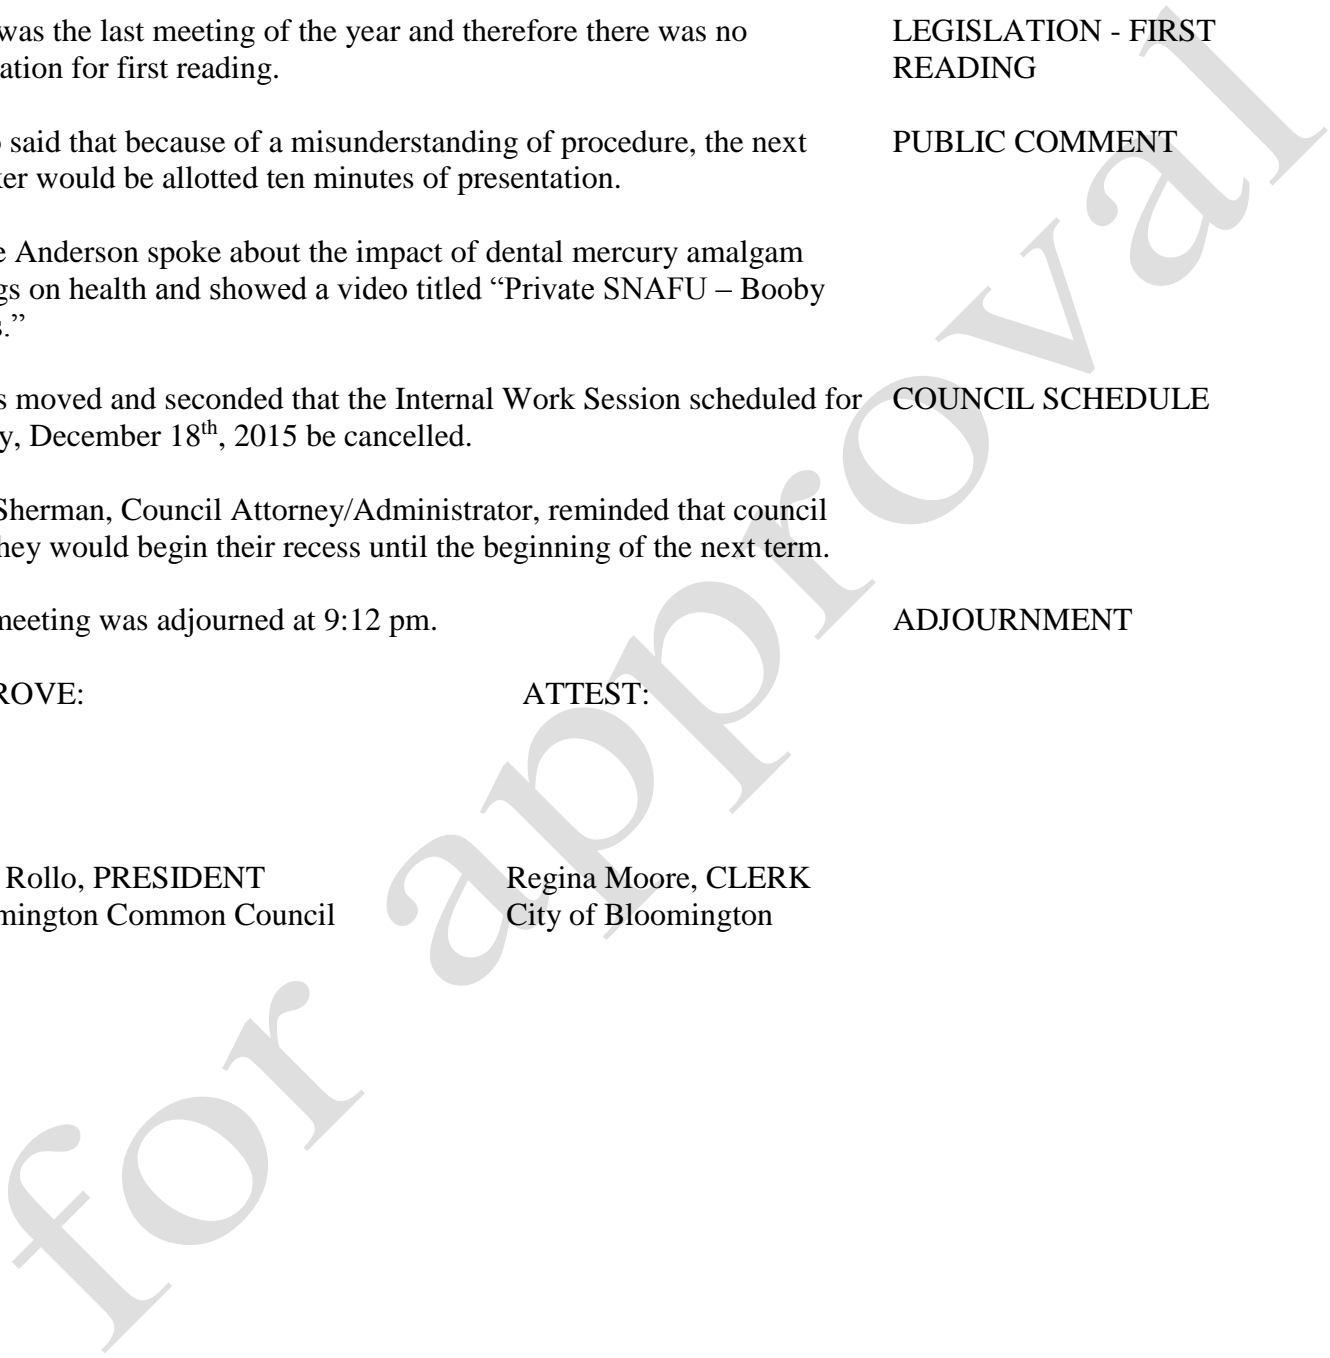 was the last meeting of the year and therefore there was no
LEGISLATION - FIRST
ation for first reading.
READING
said that because of a misunderstanding of procedure, the next
PUBLIC COMMENT
ker would be allotted ten minutes of presentation.
e Anderson spoke about the impact of dental mercury amalgam
gs on health and showed a video titled “Private SNAFU – Booby
s.”
s moved and seconded that the Internal Work Session scheduled for
COUNCIL SCHEDULE
y, December 18th, 2015 be cancelled.
Sherman, Council Attorney/Administrator, reminded that council
hey would begin their recess until the beginning of the next term.
meeting was adjourned at 9:12 pm.
ADJOURNMENT
ROVE:
ATTEST:
Rollo, PRESIDENT
Regina Moore, CLERK
mington Common Council
City of Bloomington
for approval